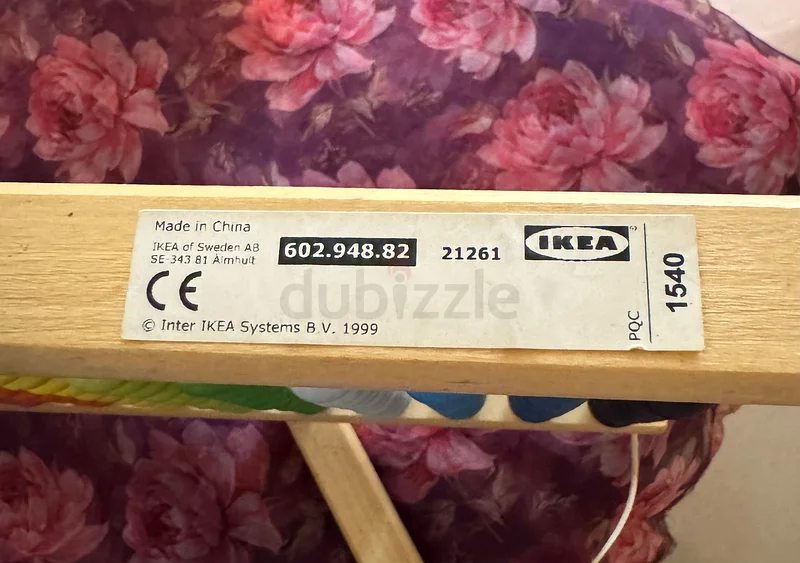 Made in China
IKEA of Sweden AB
SE-343 81 Älmhult
602.948.82
21261
IKEA®
CE
© Inter IKEA Systems B.V. 1999
PQC
1540
dubizzle